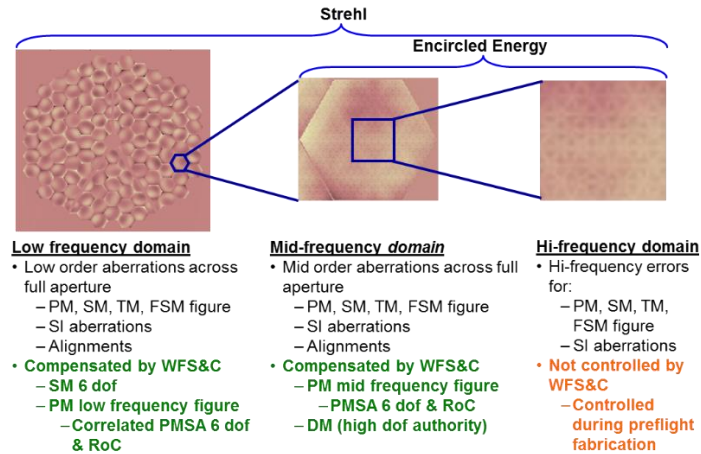 Strehl
Encircled Energy
Low frequency domain
• Low order aberrations across
full aperture
– PM, SM, TM, FSM figure
– SI aberrations
– Alignments
• Compensated by WFS&C
– SM 6 dof
– PM low frequency figure
– Correlated PMSA 6 dof
& RoC
Mid-frequency domain
• Mid order aberrations across full
aperture
– PM, SM, TM, FSM figure
– SI aberrations
– Alignments
• Compensated by WFS&C
– PM mid frequency figure
– PMSA 6 dof & RoC
– DM (high dof authority)
Hi-frequency domain
• Hi-frequency errors
for:
– PM, SM, TM,
FSM figure
– SI aberrations
• Not controlled by
WFS&C
– Controlled
during preflight
fabrication